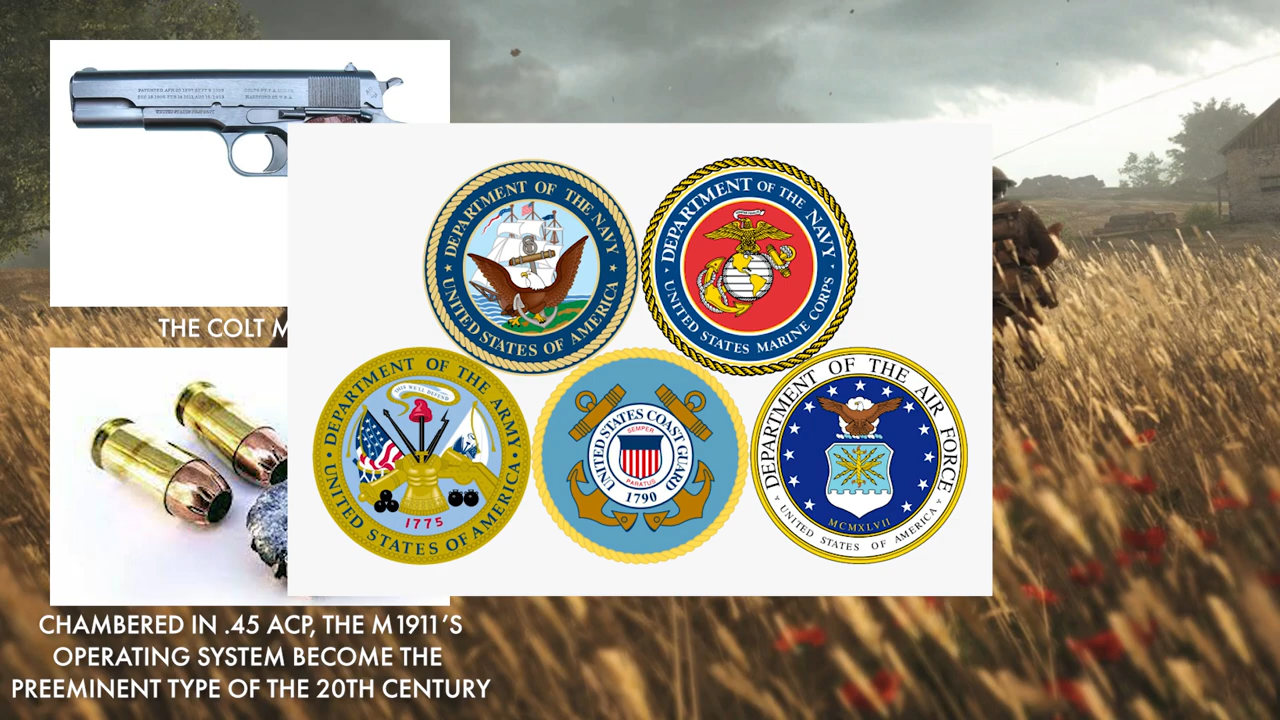 THE COLT M
DEPARTMENT OF THE NAVY
UNITED STATES OF AMERICA
DEPARTMENT OF THE NAVY
UNITED STATES MARINE CORPS
DEPARTMENT OF THE ARMY
THIS WE'LL DEFEND
1775
UNITED STATES OF AMERICA
UNITED STATES COAST GUARD
SEMPER
PARATUS
1790
DEPARTMENT OF THE AIR FORCE
MCMXLVII
UNITED STATES OF AMERICA
CHAMBERED IN .45 ACP, THE M1911'S
OPERATING SYSTEM BECOME THE
PREEMINENT TYPE OF THE 20TH CENTURY